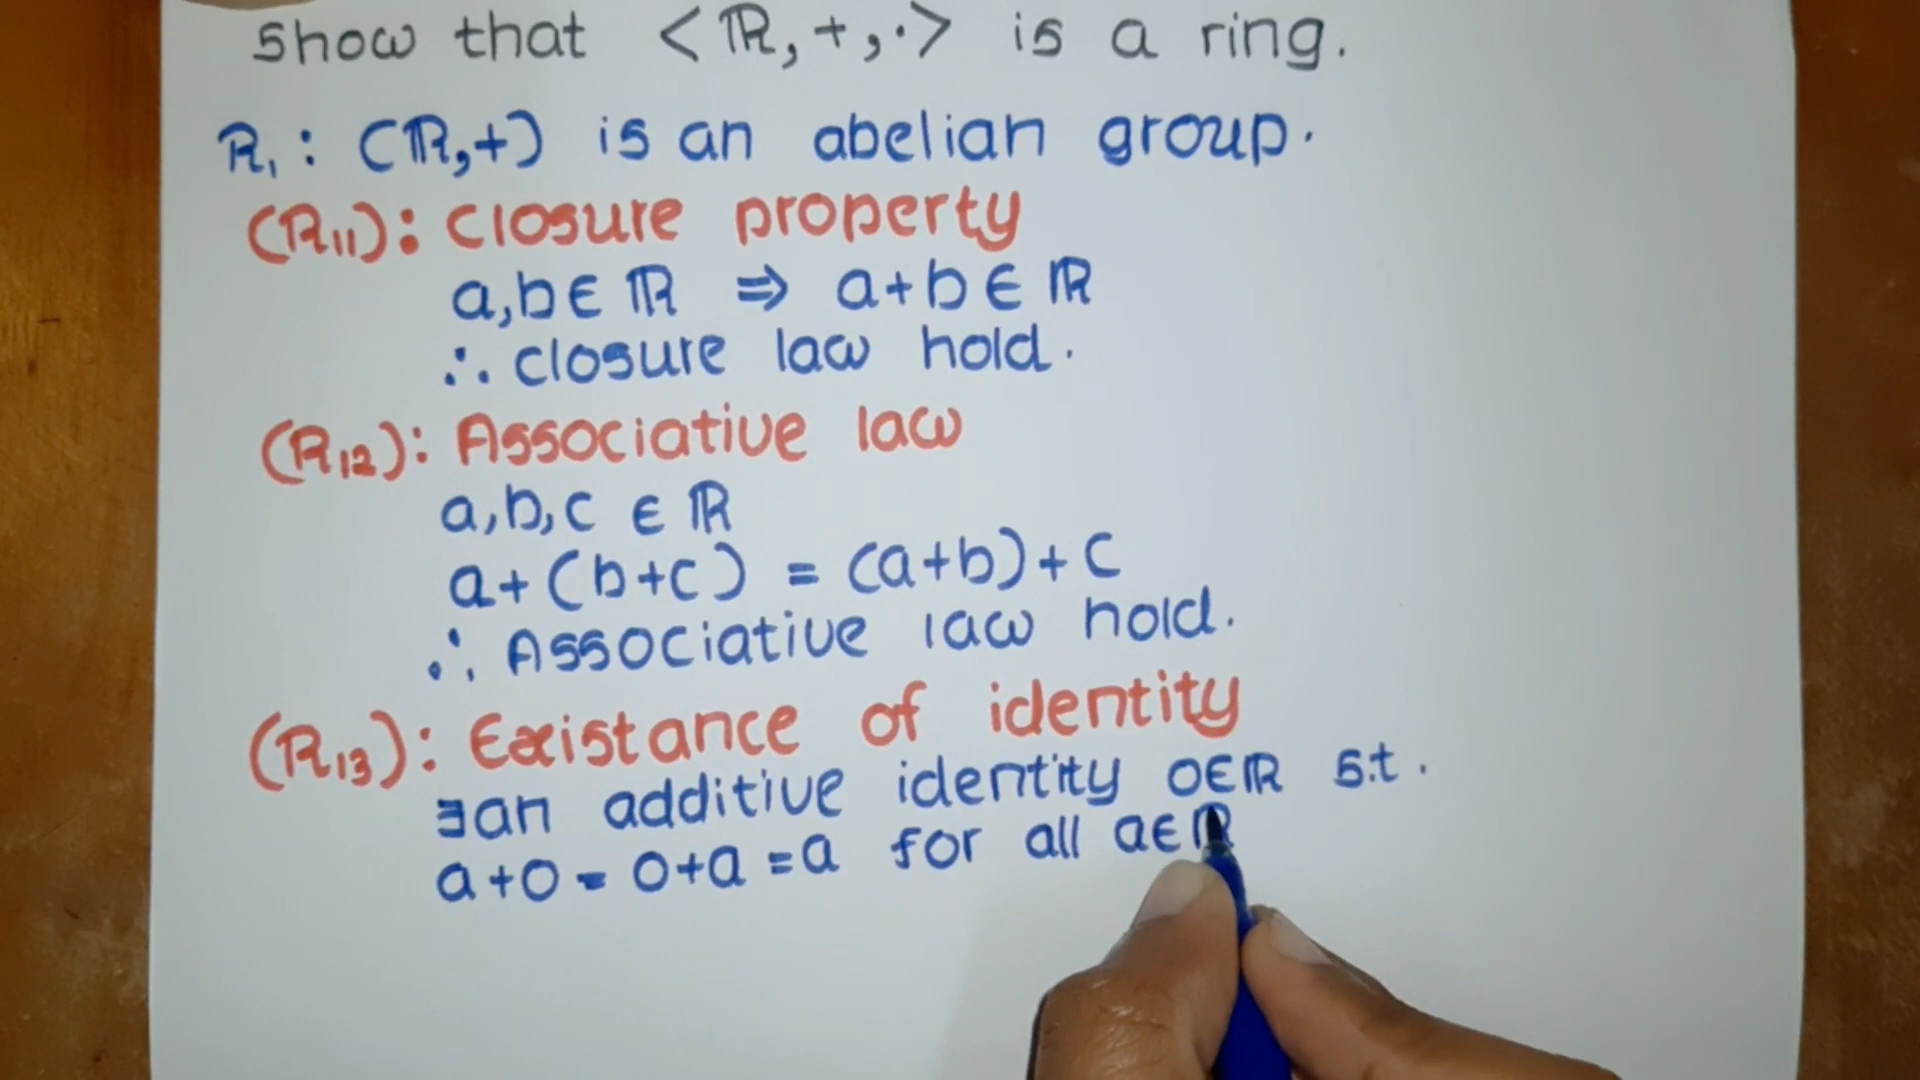 Show that <ℝ, +, ·> is a ring.
R₁ : (ℝ,+) is an abelian group.
(R₁₁): Closure property
a,b ∈ ℝ ⇒ a+b ∈ ℝ
∴ closure law hold.
(R₁₂): Associative law
a,b,c ∈ ℝ
a+(b+c) = (a+b)+c
∴ Associative law hold.
(R₁₃): Existance of identity
∃ an additive identity 0∈ℝ s.t.
a+0 = 0+a = a for all a∈ℝ